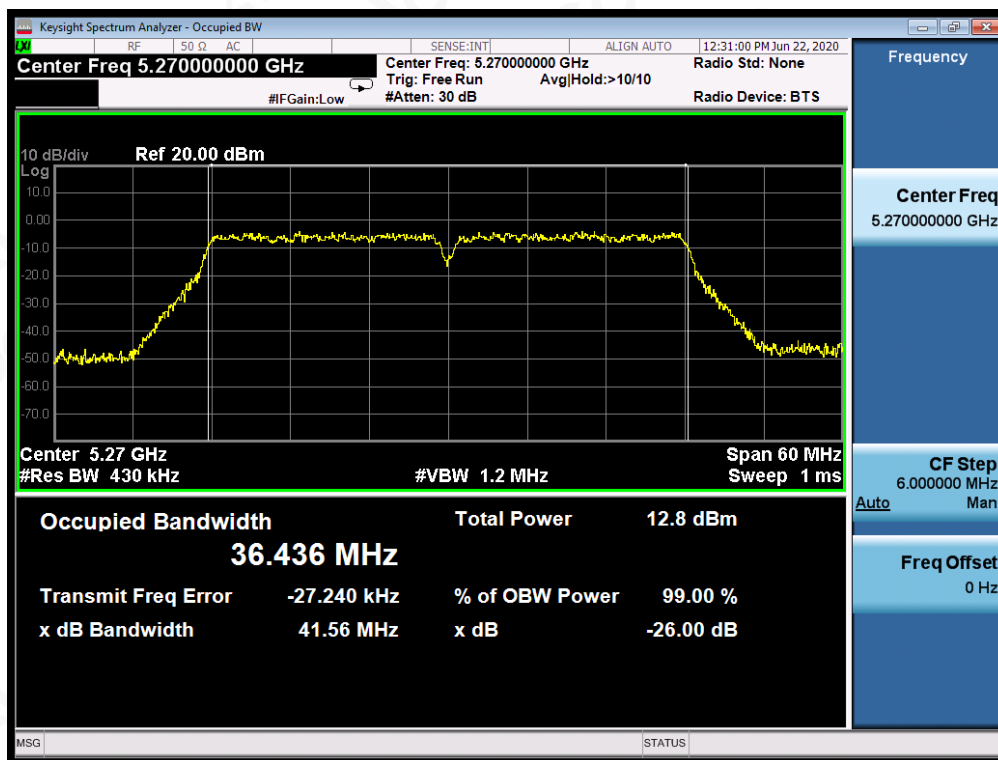 Keysight Spectrum Analyzer - Occupied BW
LXI RF 50 Ω AC SENSE:INT ALIGN AUTO 12:31:00 PM Jun 22, 2020
Center Freq 5.270000000 GHz
Center Freq: 5.270000000 GHz Radio Std: None
Trig: Free Run Avg|Hold:>10/10
#IFGain:Low #Atten: 30 dB Radio Device: BTS
Frequency
10 dB/div Ref 20.00 dBm
Log
10.0
0.00
-10.0
-20.0
-30.0
-40.0
-50.0
-60.0
-70.0
Center 5.27 GHz Span 60 MHz
#Res BW 430 kHz #VBW 1.2 MHz Sweep 1 ms
Center Freq
5.270000000 GHz
CF Step
6.000000 MHz
Auto Man
Freq Offset
0 Hz
Occupied Bandwidth Total Power 12.8 dBm
36.436 MHz
Transmit Freq Error -27.240 kHz % of OBW Power 99.00 %
x dB Bandwidth 41.56 MHz x dB -26.00 dB
MSG STATUS